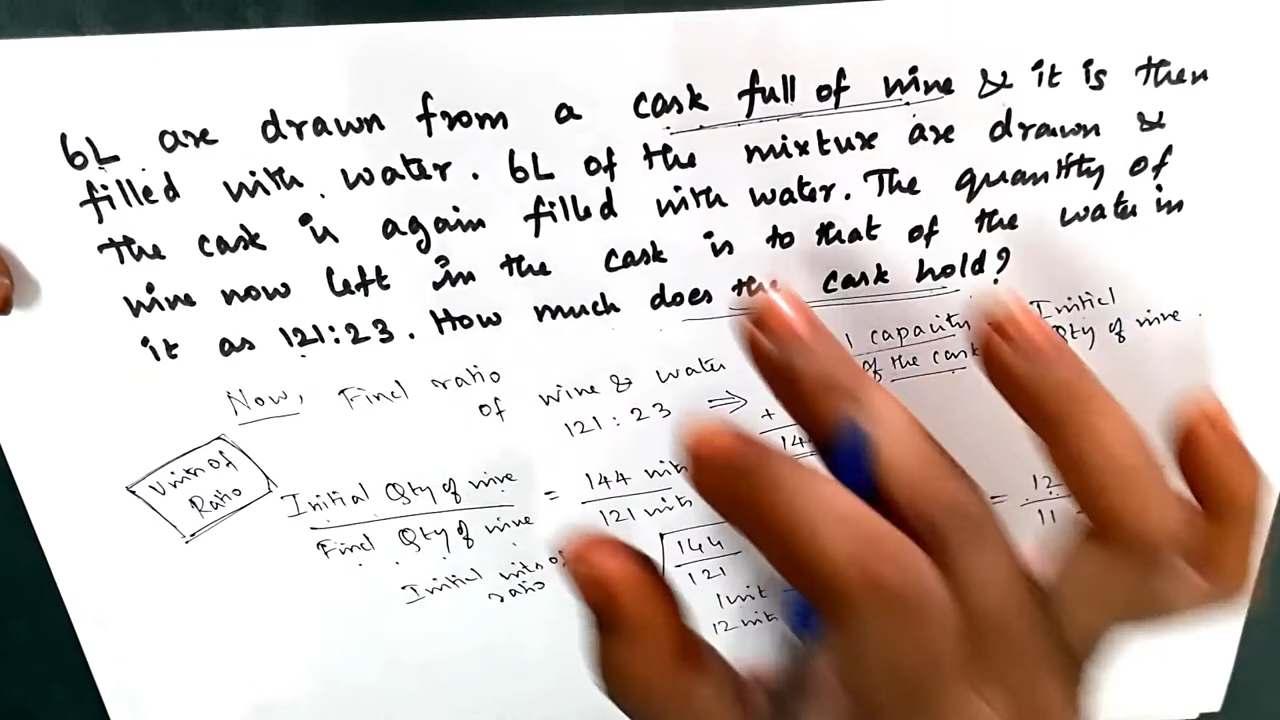 6L are drawn from a cask full of wine & it is then
filled with water. 6L of the mixture are drawn &
the cask is again filled with water. The quantity of
wine now left in the cask is to that of the water in
it as 121:23. How much does the cask hold?
Now, Final ratio
of wine & water
121 : 23 ⇒
capacity
of the cask
Initial
Qty of wine.
+
Units of
Ratio
Initial Qty of wine
Final Qty of wine
= 144 units
121 units
= 12
11
Initial units of
ratio
√144
121
1 unit
12 units